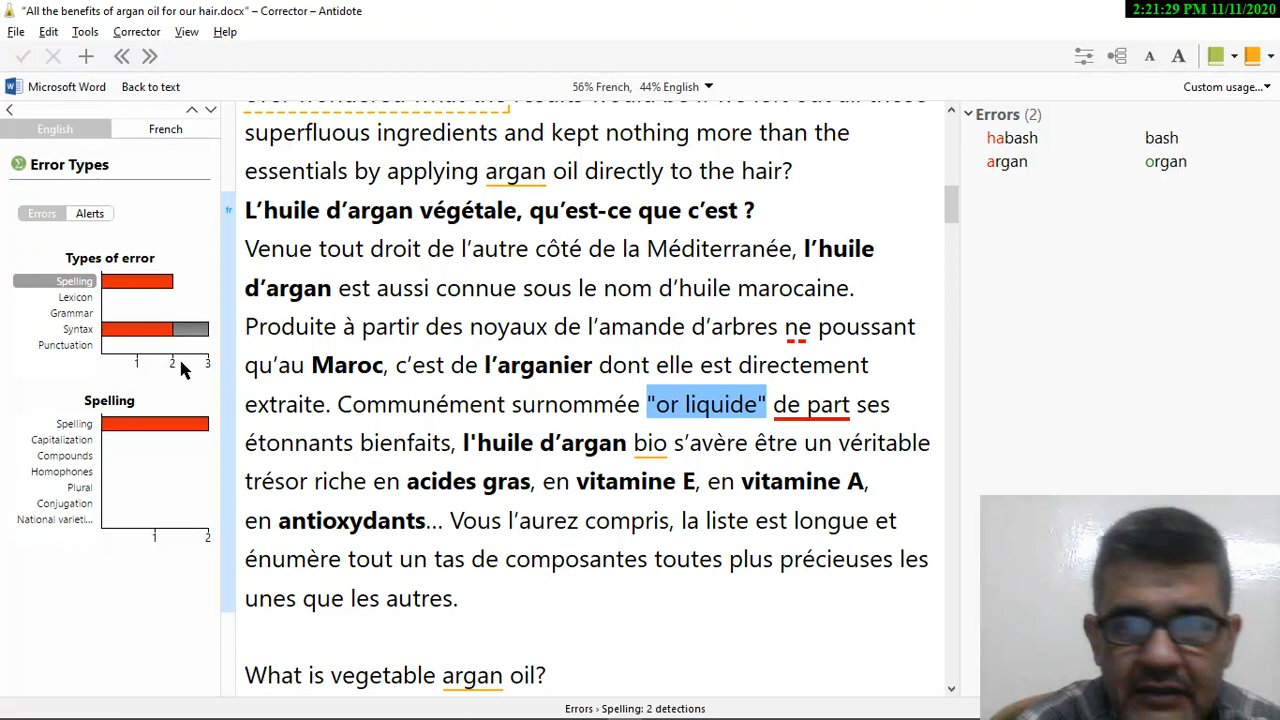 "All the benefits of argan oil for our hair.docx" – Corrector – Antidote
2:21:29 PM 11/11/2020
File Edit Tools Corrector View Help
A A
Microsoft Word Back to text
56% French, 44% English
Custom usage...
English French
Error Types
Errors Alerts
Types of error
Spelling
Lexicon
Grammar
Syntax
Punctuation
1 2 3
Spelling
Spelling
Capitalization
Compounds
Homophones
Plural
Conjugation
National varieti...
1 2
superfluous ingredients and kept nothing more than the
essentials by applying argan oil directly to the hair?
fr
L’huile d’argan végétale, qu’est-ce que c’est ?
Venue tout droit de l’autre côté de la Méditerranée, l’huile
d’argan est aussi connue sous le nom d’huile marocaine.
Produite à partir des noyaux de l’amande d’arbres ne poussant
qu’au Maroc, c’est de l’arganier dont elle est directement
extraite. Communément surnommée "or liquide" de part ses
étonnants bienfaits, l'huile d’argan bio s’avère être un véritable
trésor riche en acides gras, en vitamine E, en vitamine A,
en antioxydants… Vous l’aurez compris, la liste est longue et
énumère tout un tas de composantes toutes plus précieuses les
unes que les autres.
What is vegetable argan oil?
Errors (2)
habash bash
argan organ
Errors › Spelling: 2 detections